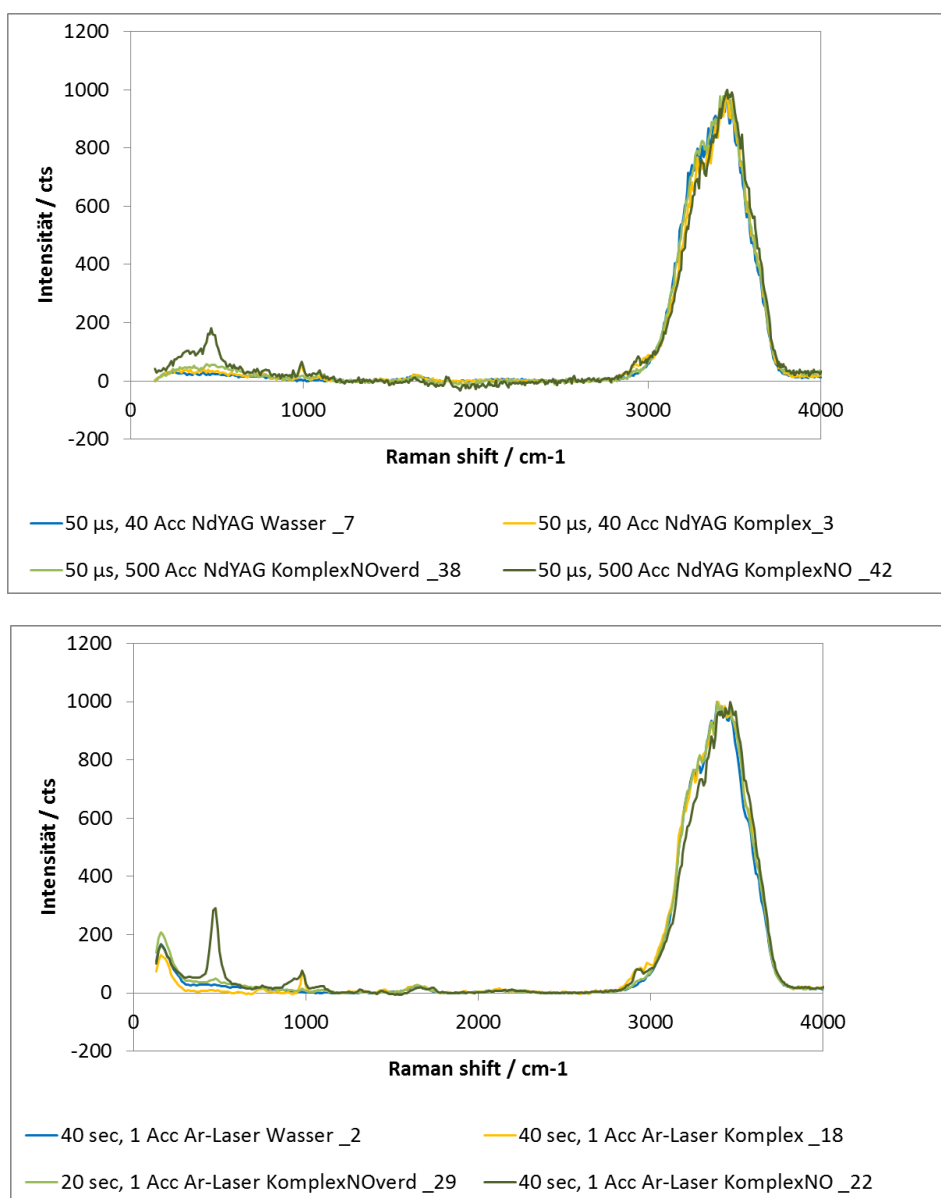 1200
1000
800
600
400
200
0
-200
0 1000 2000 3000 4000
Intensität / cts
Raman shift / cm-1
50 µs, 40 Acc NdYAG Wasser _7 50 µs, 40 Acc NdYAG Komplex_3
50 µs, 500 Acc NdYAG KomplexNOverd _38 50 µs, 500 Acc NdYAG KomplexNO _42
1200
1000
800
600
400
200
0
-200
0 1000 2000 3000 4000
Intensität / cts
Raman shift / cm-1
40 sec, 1 Acc Ar-Laser Wasser _2 40 sec, 1 Acc Ar-Laser Komplex _18
20 sec, 1 Acc Ar-Laser KomplexNOverd _29 40 sec, 1 Acc Ar-Laser KomplexNO _22